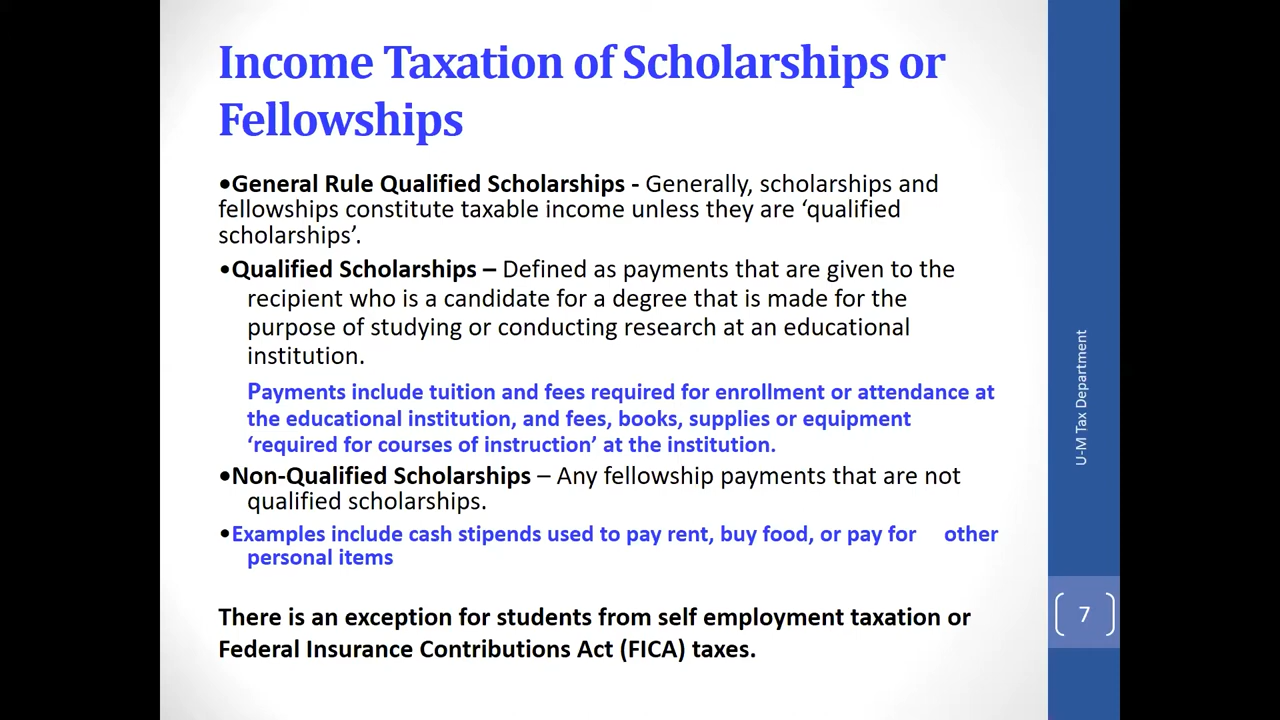 Income Taxation of Scholarships or
Fellowships
•General Rule Qualified Scholarships - Generally, scholarships and
fellowships constitute taxable income unless they are ‘qualified
scholarships’.
•Qualified Scholarships – Defined as payments that are given to the
recipient who is a candidate for a degree that is made for the
purpose of studying or conducting research at an educational
institution.
Payments include tuition and fees required for enrollment or attendance at
the educational institution, and fees, books, supplies or equipment
‘required for courses of instruction’ at the institution.
•Non-Qualified Scholarships – Any fellowship payments that are not
qualified scholarships.
•Examples include cash stipends used to pay rent, buy food, or pay for other
personal items
There is an exception for students from self employment taxation or
Federal Insurance Contributions Act (FICA) taxes.
U-M Tax Department
7